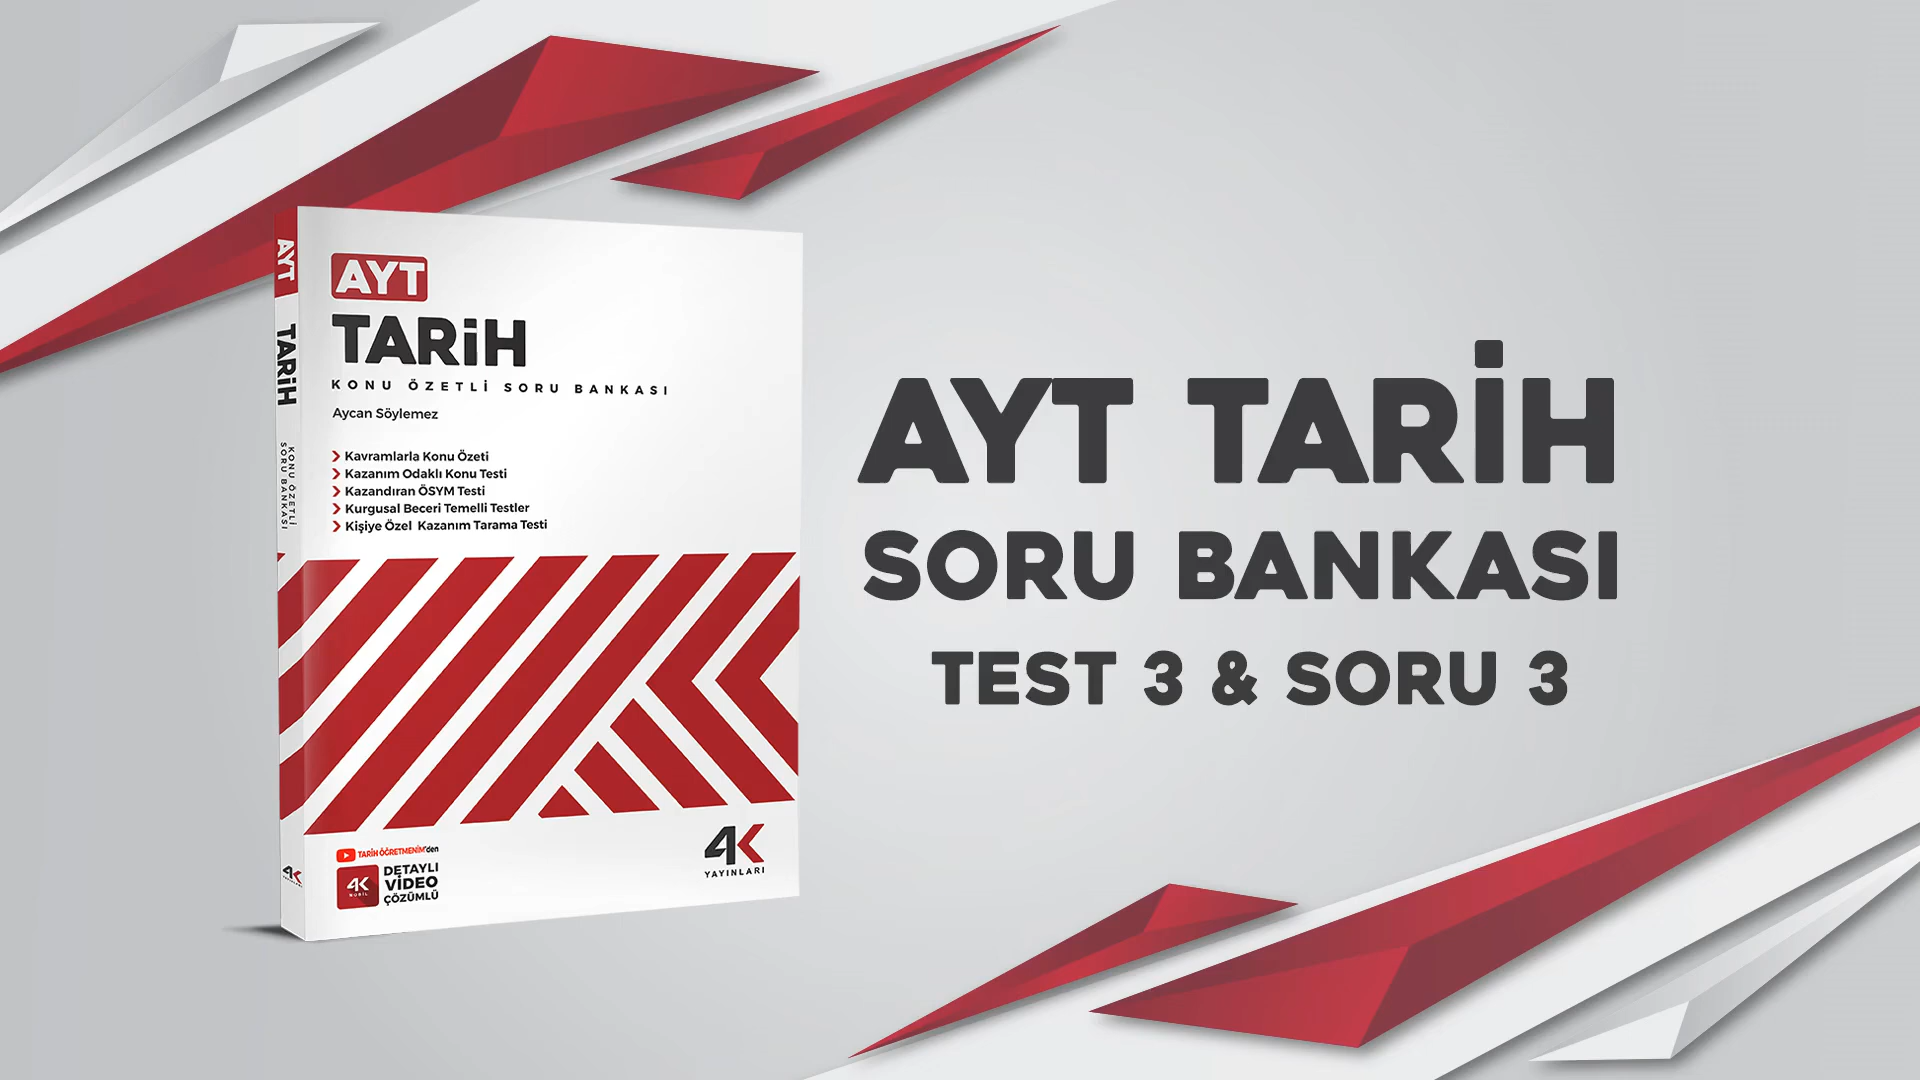 AYT
TARİH
KONU ÖZETLİ SORU BANKASI
Aycan Söylemez
Kavramlarla Konu Özeti
Kazanım Odaklı Konu Testi
Kazandıran ÖSYM Testi
Kurgusal Beceri Temelli Testler
Kişiye Özel Kazanım Tarama Testi
TARİH ÖĞRETMENİM'den
4K
MOBİL
DETAYLI
VİDEO
ÇÖZÜMLÜ
4K
YAYINLARI
AYT
TARİH
KONU ÖZETLİ
SORU BANKASI
4K
AYT TARİH
SORU BANKASI
TEST 3 & SORU 3